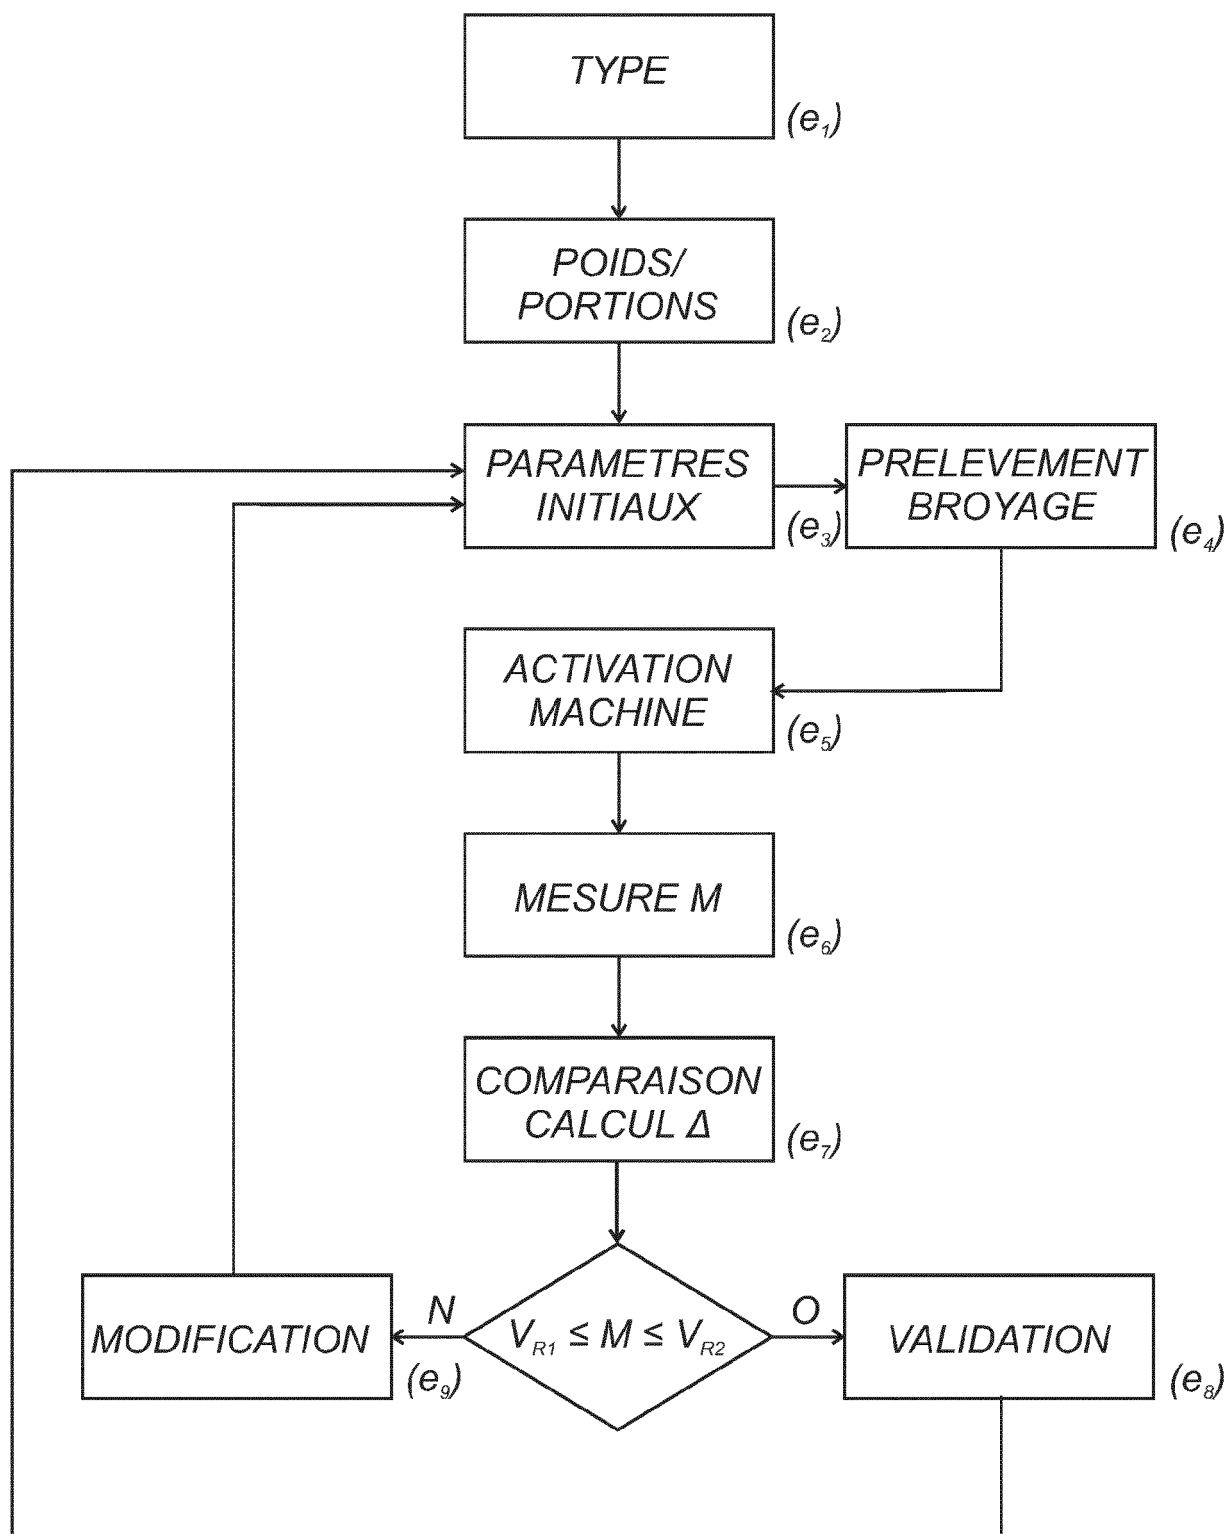 TYPE
(e1)
POIDS/
PORTIONS
(e2)
PARAMETRES
INITIAUX
(e3)
PRELEVEMENT
BROYAGE
(e4)
ACTIVATION
MACHINE
(e5)
MESURE M
(e6)
COMPARAISON
CALCUL Δ
(e7)
N
VR1 ≤ M ≤ VR2
O
MODIFICATION
(e9)
VALIDATION
(e8)